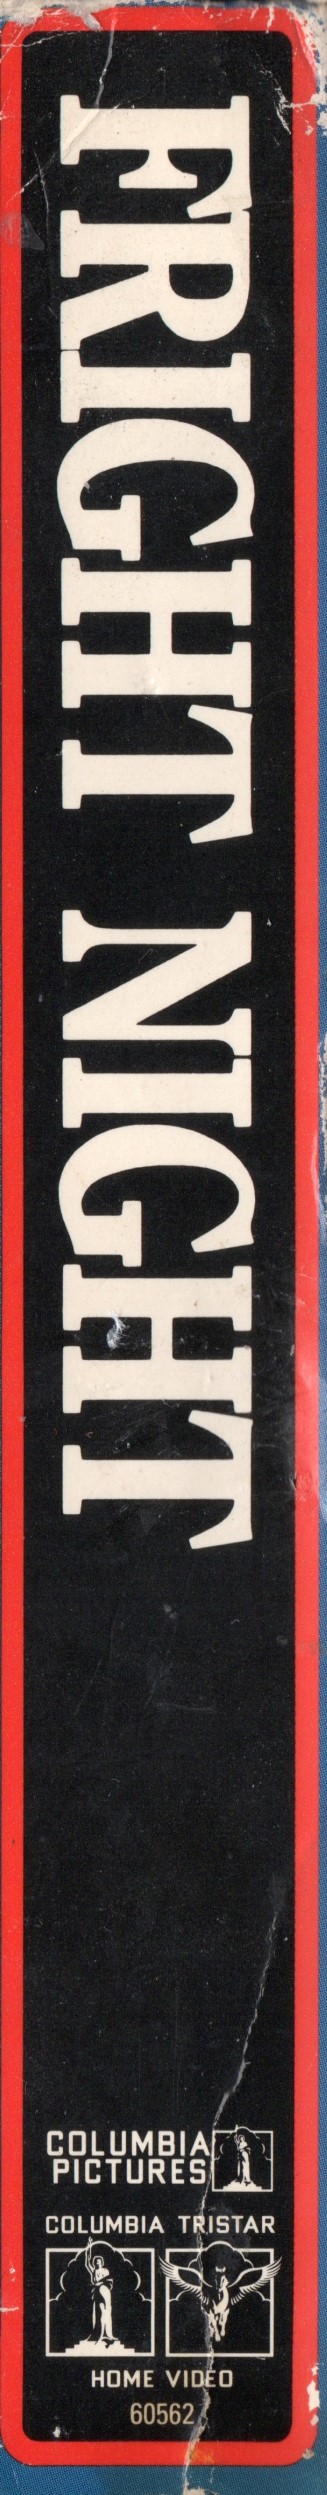 FRIGHT NIGHT
COLUMBIA
PICTURES
COLUMBIA TRISTAR
HOME VIDEO
60562